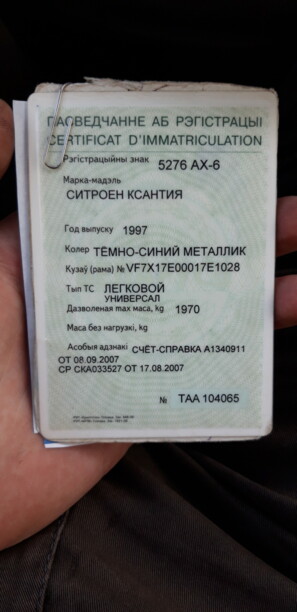 ПАСВЕДЧАННЕ АБ РЭГІСТРАЦЫІ
CERTIFICAT D'IMMATRICULATION
Рэгістрацыйны знак 5276 AX-6
Марка-мадэль
СИТРОЕН КСАНТИЯ
Год выпуску 1997
Колер ТЁМНО-СИНИЙ МЕТАЛЛИК
Кузаў (рама) № VF7X17E00017E1028
Тып ТС ЛЕГКОВОЙ
УНИВЕРСАЛ
Дазволеная max маса, kg 1970
Маса без нагрузкі, kg
Асобыя адзнакі СЧЁТ-СПРАВКА А1340911
ОТ 08.09.2007
СР СКА033527 ОТ 17.08.2007
№ ТАА 104065